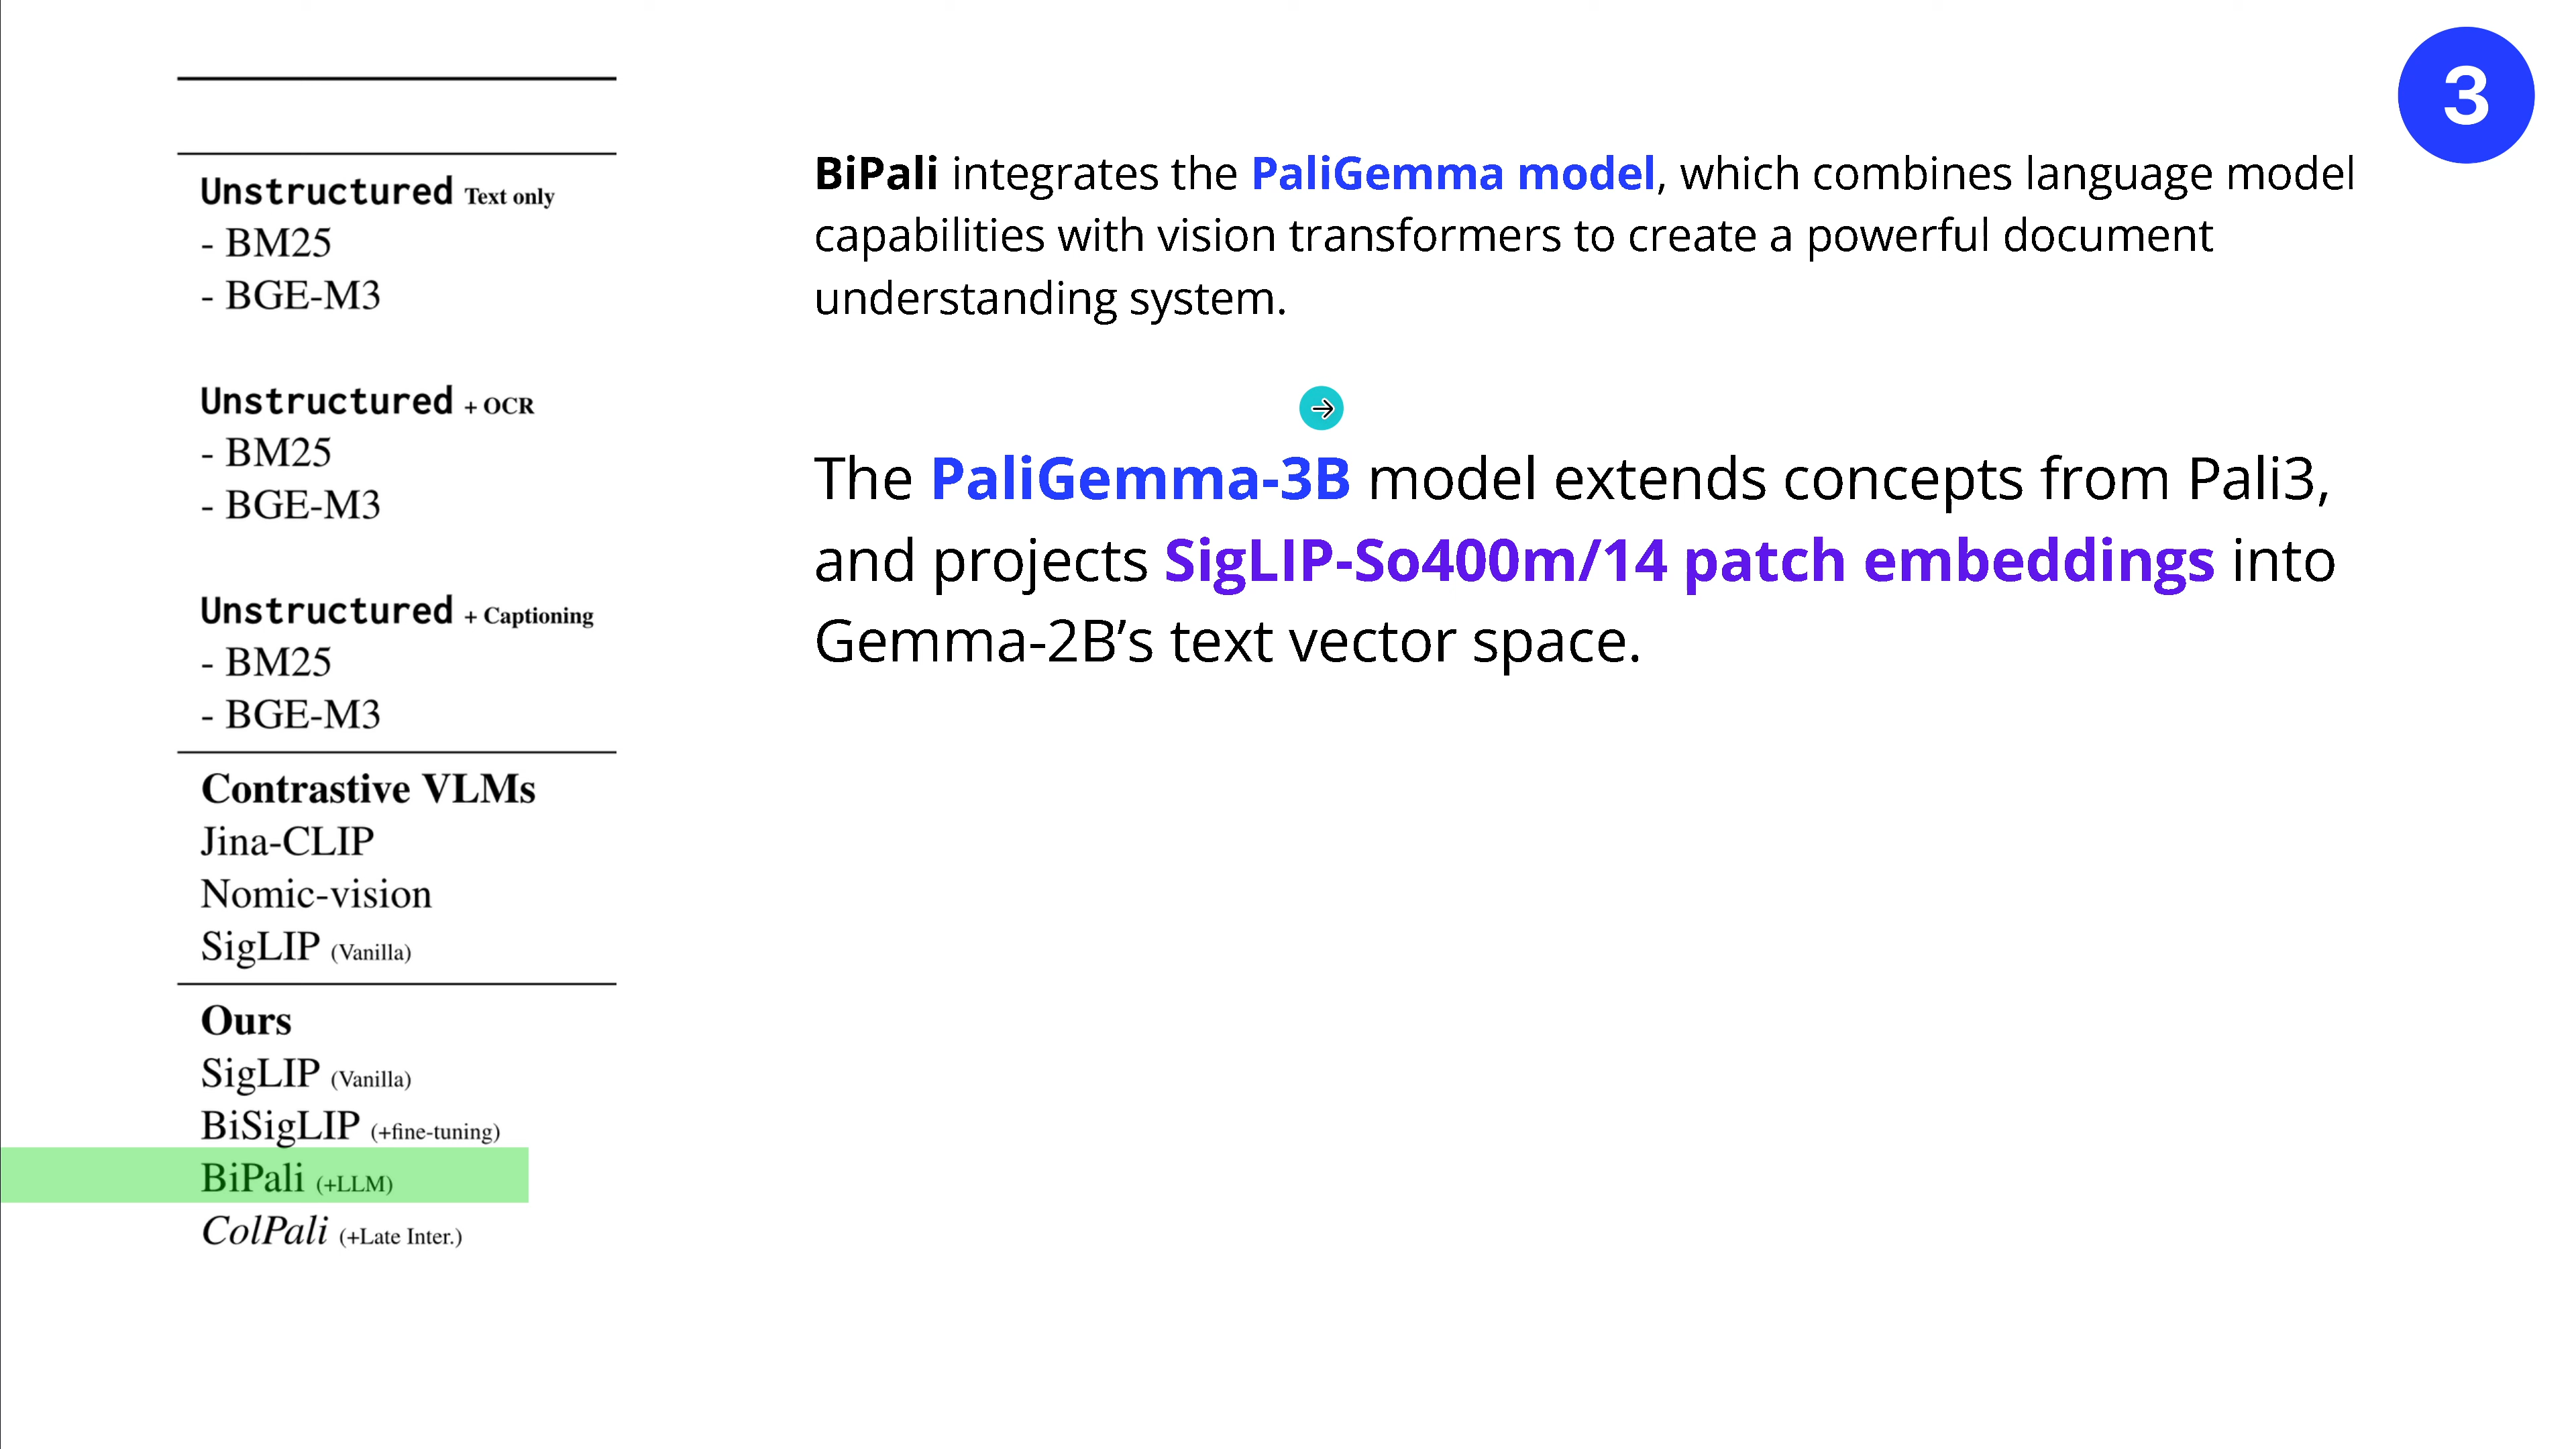 Unstructured Text only
- BM25
- BGE-M3
Unstructured + OCR
- BM25
- BGE-M3
Unstructured + Captioning
- BM25
- BGE-M3
Contrastive VLMs
Jina-CLIP
Nomic-vision
SigLIP (Vanilla)
Ours
SigLIP (Vanilla)
BiSigLIP (+fine-tuning)
BiPali (+LLM)
ColPali (+Late Inter.)
3
BiPali integrates the PaliGemma model, which combines language model
capabilities with vision transformers to create a powerful document
understanding system.
The PaliGemma-3B model extends concepts from Pali3,
and projects SigLIP-So400m/14 patch embeddings into
Gemma-2B’s text vector space.